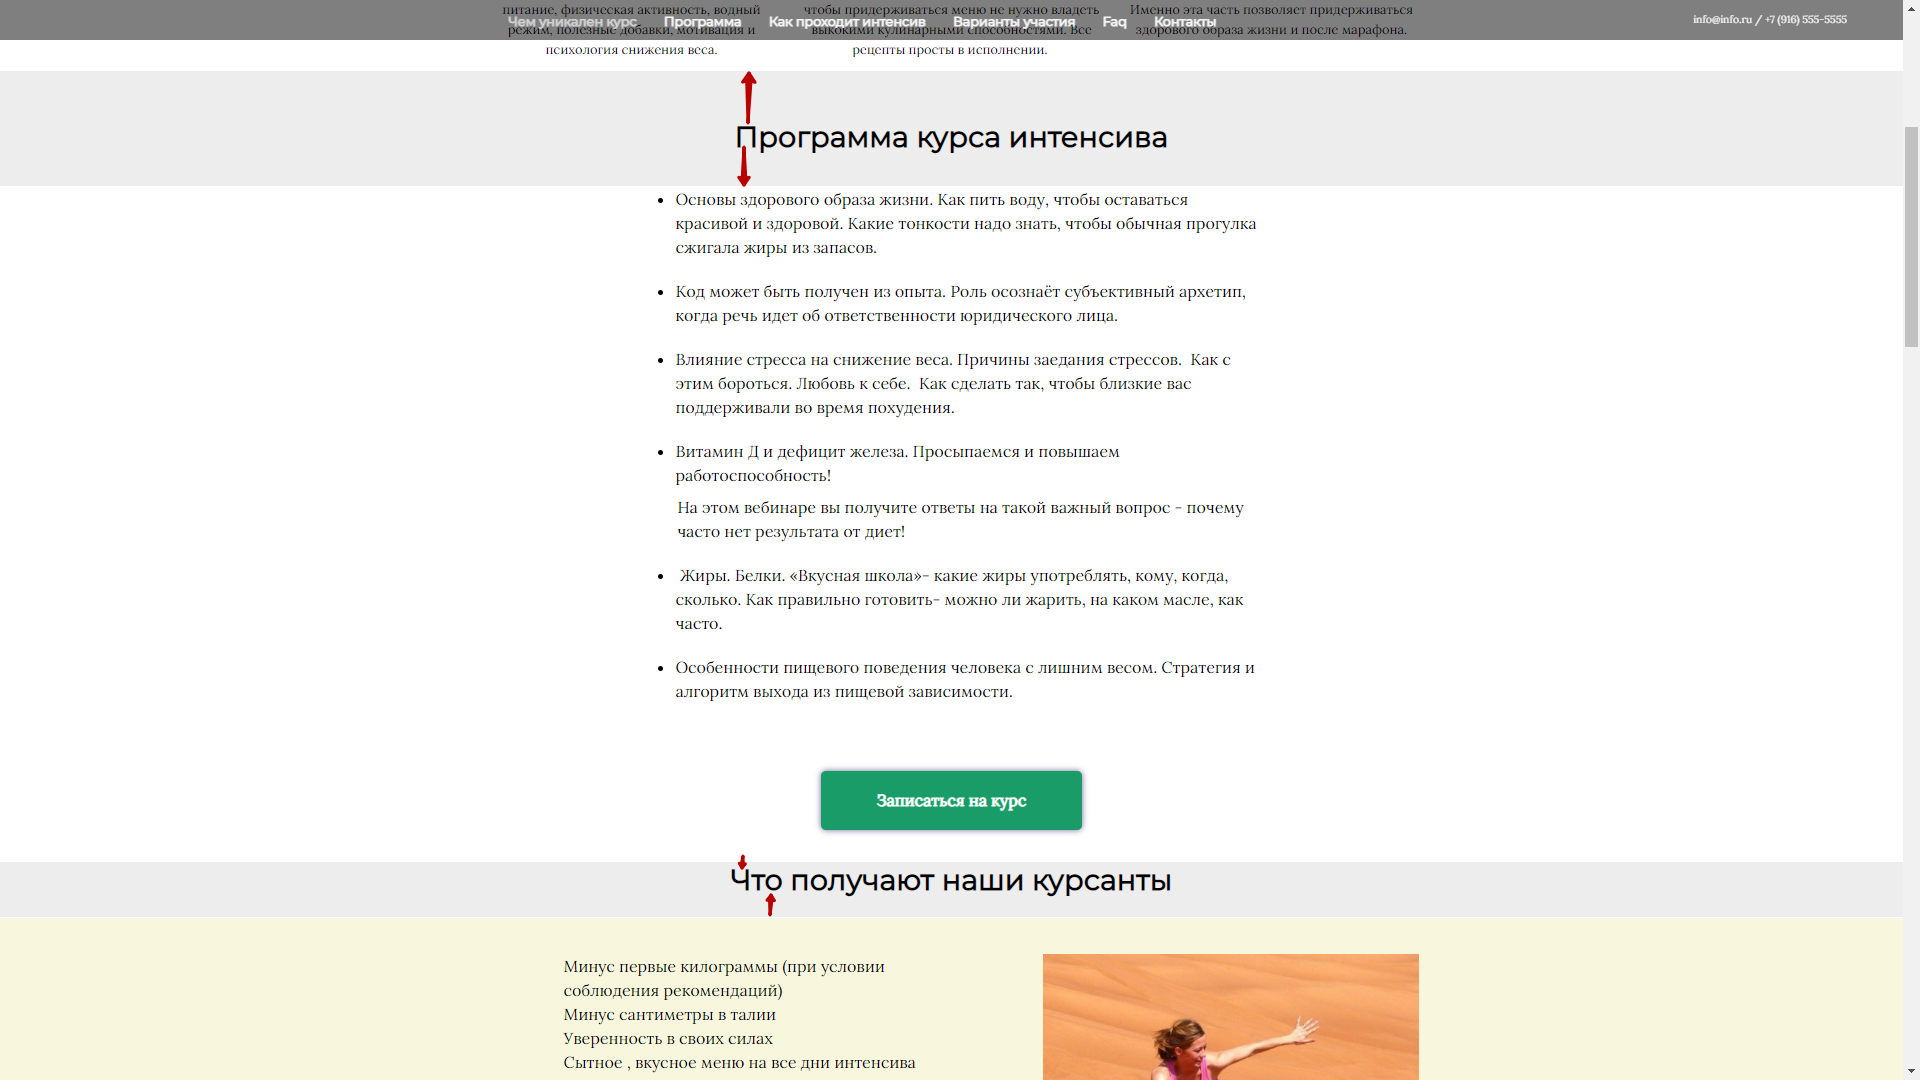 питание, физическая активность, водный
режим, полезные добавки, мотивация и
психология снижения веса.
чтобы придерживаться меню не нужно владеть
выкокими кулинарными способностями. Все
рецепты просты в исполнении.
Именно эта часть позволяет придерживаться
здорового образа жизни и после марафона.
Чем уникален курс Программа Как проходит интенсив Варианты участия Faq Контакты
info@info.ru / +7 (916) 555-5555
Программа курса интенсива
• Основы здорового образа жизни. Как пить воду, чтобы оставаться
красивой и здоровой. Какие тонкости надо знать, чтобы обычная прогулка
сжигала жиры из запасов.
• Код может быть получен из опыта. Роль осознаёт субъективный архетип,
когда речь идет об ответственности юридического лица.
• Влияние стресса на снижение веса. Причины заедания стрессов.  Как с
этим бороться. Любовь к себе.  Как сделать так, чтобы близкие вас
поддерживали во время похудения.
• Витамин Д и дефицит железа. Просыпаемся и повышаем
работоспособность!
На этом вебинаре вы получите ответы на такой важный вопрос - почему
часто нет результата от диет!
• Жиры. Белки. «Вкусная школа»- какие жиры употреблять, кому, когда,
сколько. Как правильно готовить- можно ли жарить, на каком масле, как
часто.
• Особенности пищевого поведения человека с лишним весом. Стратегия и
алгоритм выхода из пищевой зависимости.
Записаться на курс
Что получают наши курсанты
Минус первые килограммы (при условии
соблюдения рекомендаций)
Минус сантиметры в талии
Уверенность в своих силах
Сытное , вкусное меню на все дни интенсива